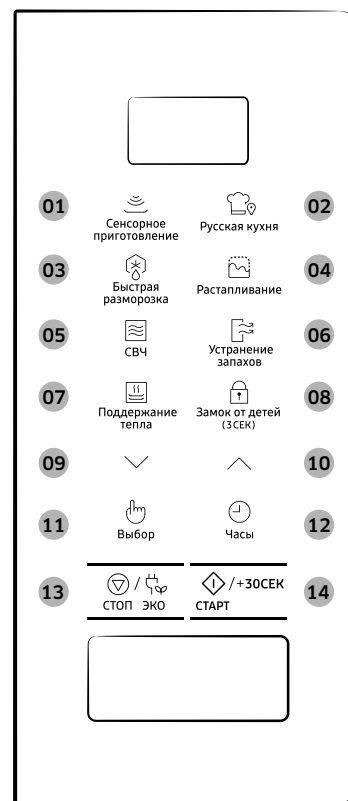 01
Сенсорное
приготовление
02
Русская кухня
03
Быстрая
разморозка
04
Растапливание
05
СВЧ
06
Устранение
запахов
07
Поддержание
тепла
08
Замок от детей
(3СЕК)
09
10
11
Выбор
12
Часы
13
/
СТОП ЭКО
/+30СЕК
СТАРТ
14